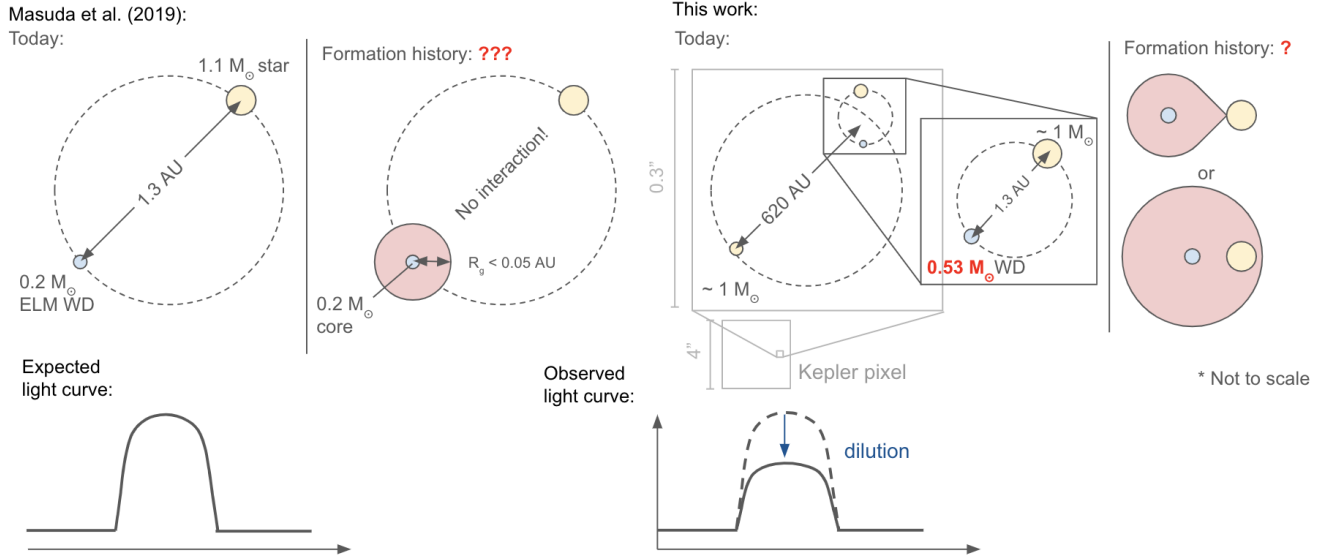 Masuda et al. (2019):
Today:
1.1 M☉ star
1.3 AU
0.2 M☉
ELM WD
Formation history: ???
No interaction!
R_g < 0.05 AU
0.2 M☉
core
This work:
Today:
0.3”
620 AU
~ 1 M☉
~ 1 M☉
1.3 AU
0.53 M☉ WD
4”
Kepler pixel
Formation history: ?
or
* Not to scale
Expected
light curve:
Observed
light curve:
dilution